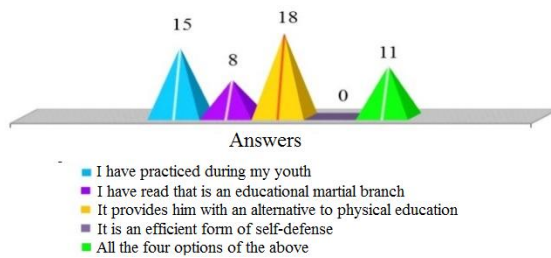 15
8
18
0
11
Answers
I have practiced during my youth
I have read that is an educational martial branch
It provides him with an alternative to physical education
It is an efficient form of self-defense
All the four options of the above